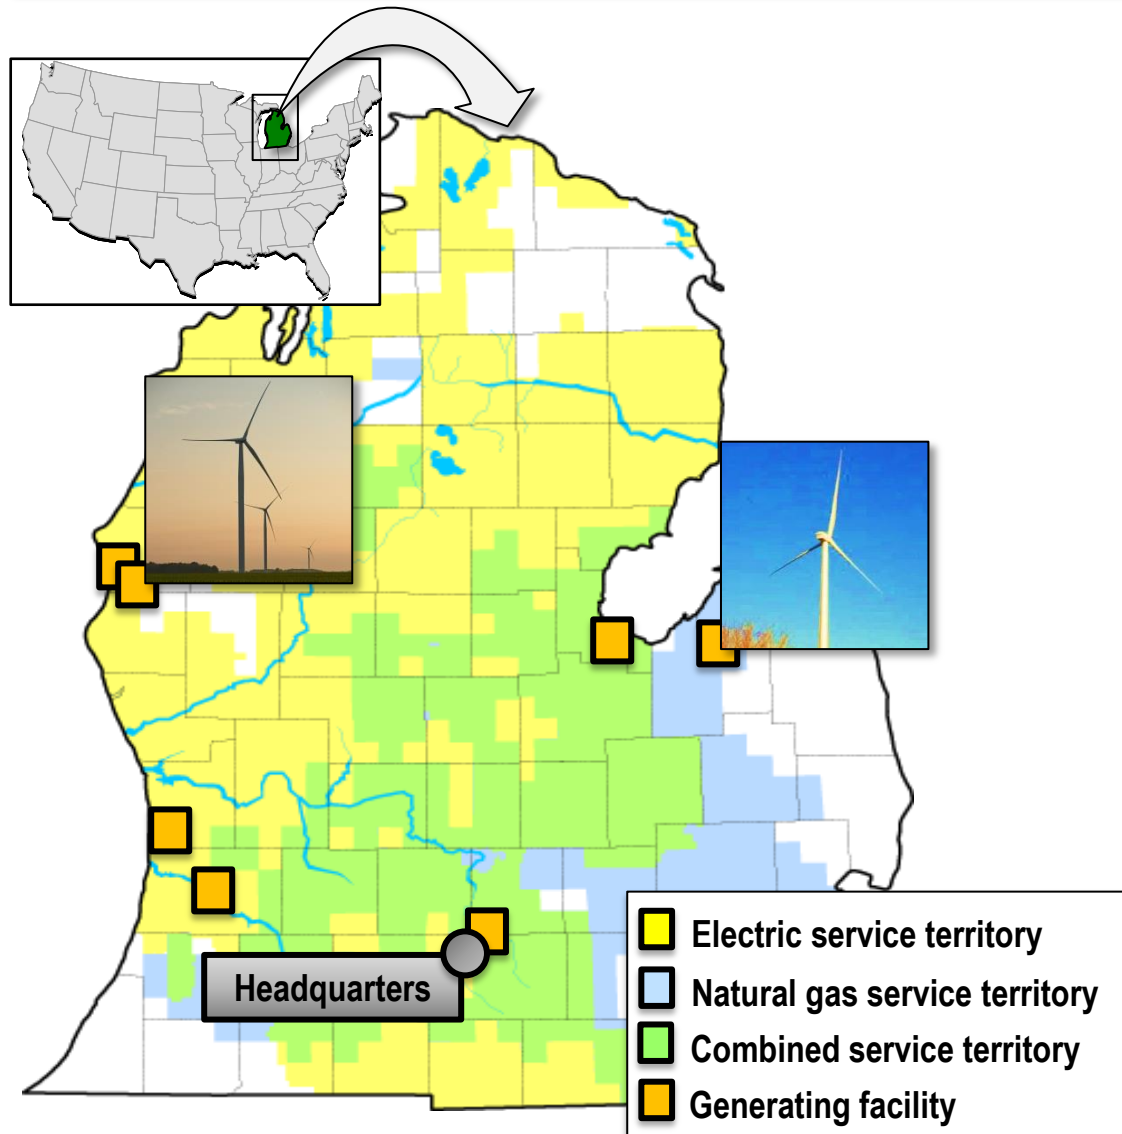 Headquarters
Electric service territory
Natural gas service territory
Combined service territory
Generating facility